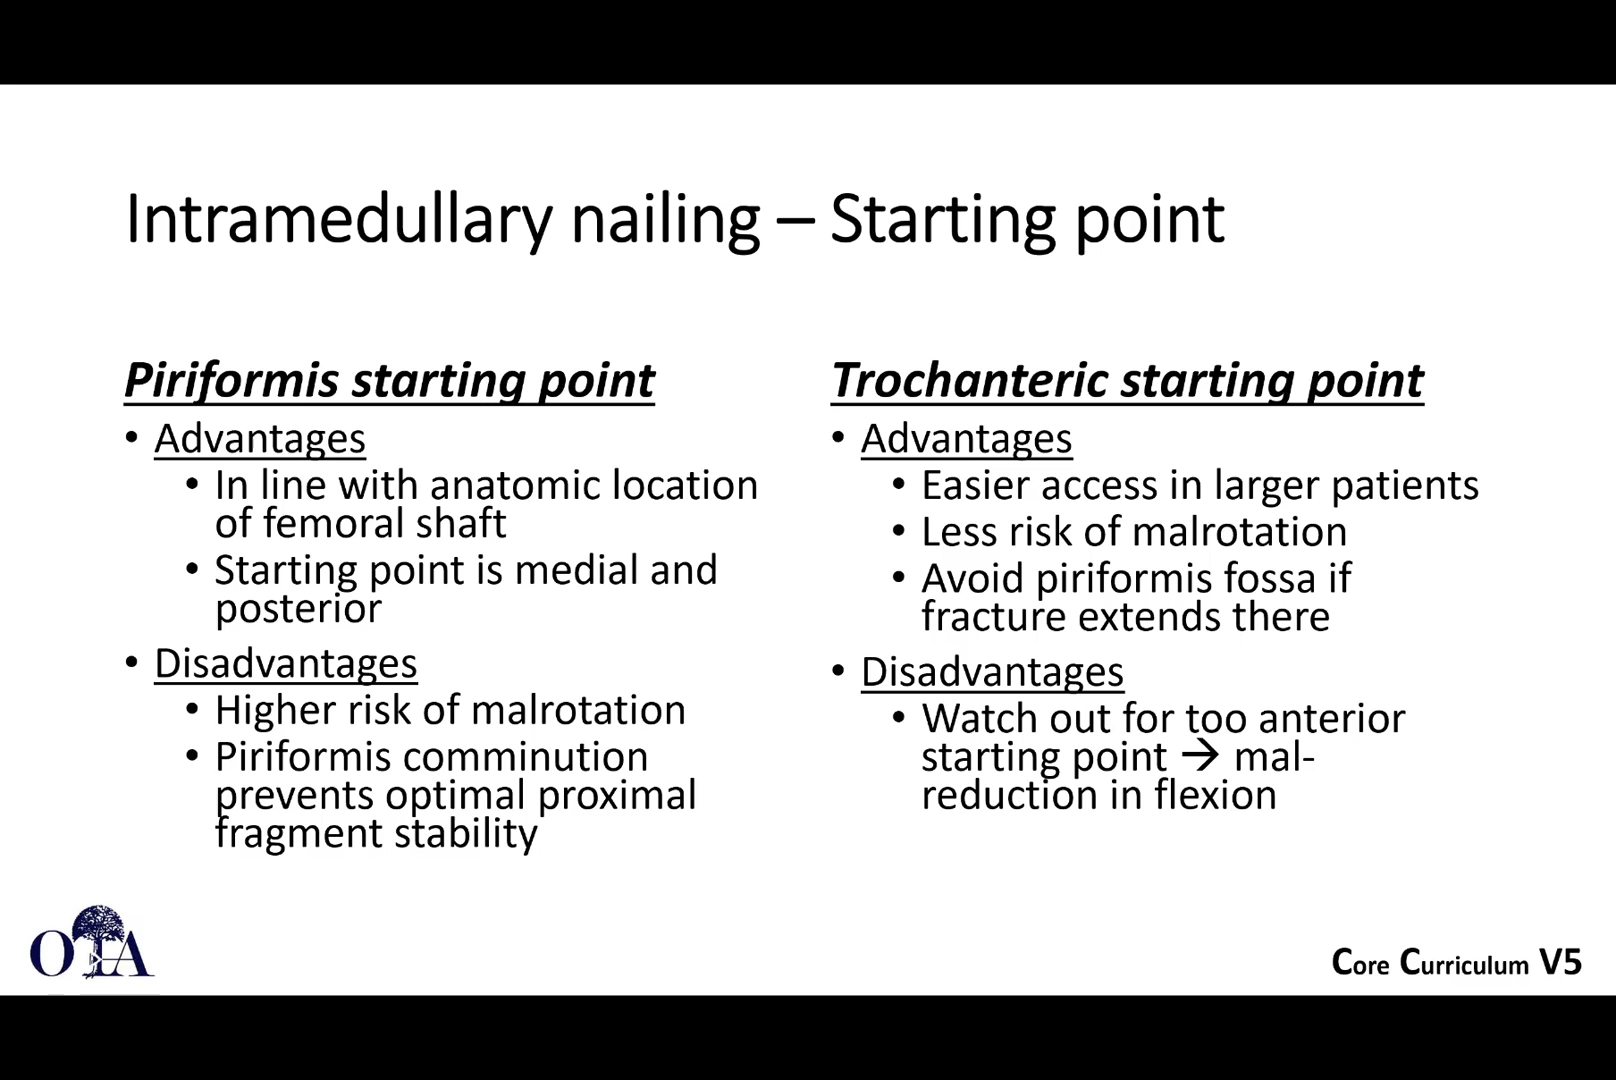 Intramedullary nailing – Starting point
Piriformis starting point
• Advantages
• In line with anatomic location
of femoral shaft
• Starting point is medial and
posterior
• Disadvantages
• Higher risk of malrotation
• Piriformis comminution
prevents optimal proximal
fragment stability
Trochanteric starting point
• Advantages
• Easier access in larger patients
• Less risk of malrotation
• Avoid piriformis fossa if
fracture extends there
• Disadvantages
• Watch out for too anterior
starting point → mal-
reduction in flexion
OTA
Core Curriculum V5